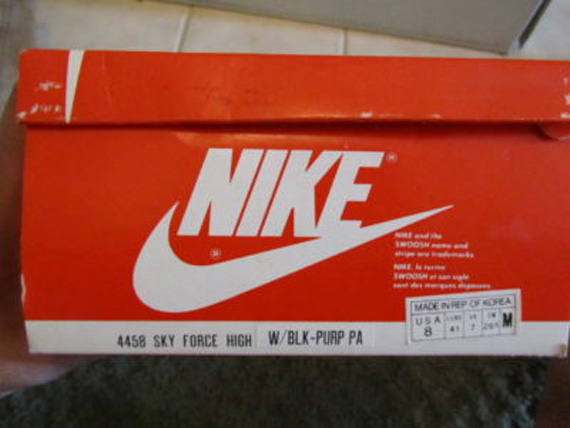 NIKE®
®
NIKE and the
SWOOSH name and
stripe are trademarks
NIKE, le terme
SWOOSH et son sigle
sont des marques deposees
MADE IN REP. OF KOREA
USA
8 41 7 M
4458 SKY FORCE HIGH W/BLK-PURP PA